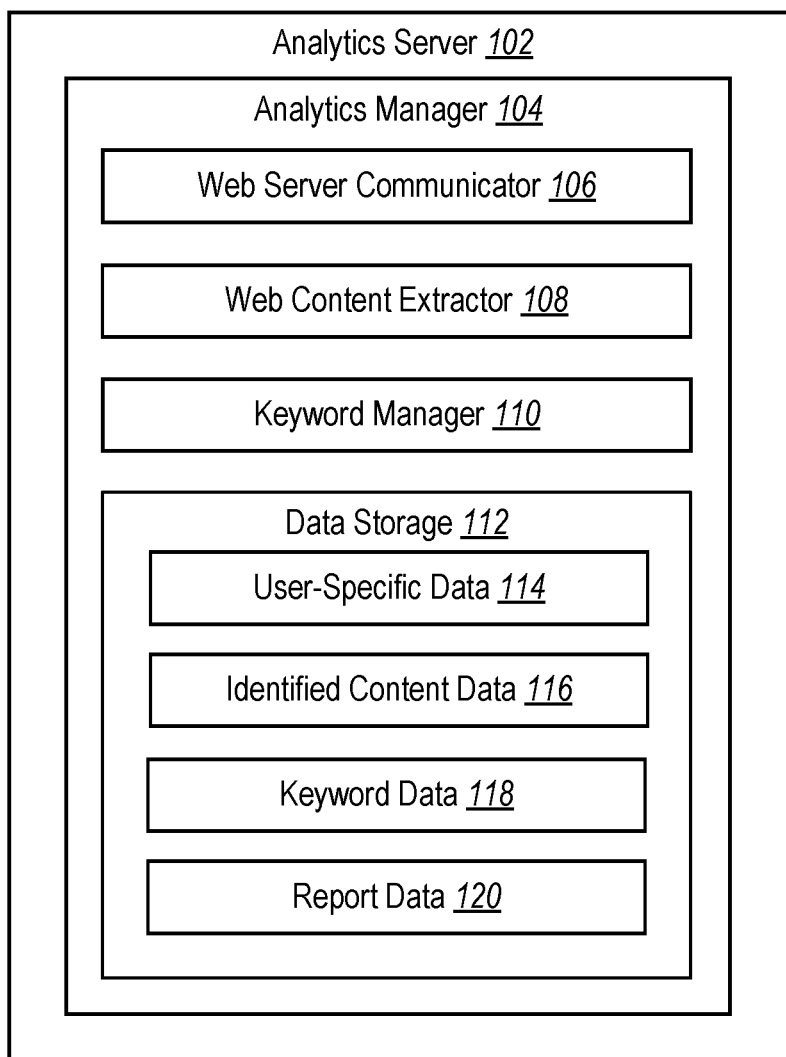 Analytics Server 102
Analytics Manager 104
Web Server Communicator 106
Web Content Extractor 108
Keyword Manager 110
Data Storage 112
User-Specific Data 114
Identified Content Data 116
Keyword Data 118
Report Data 120